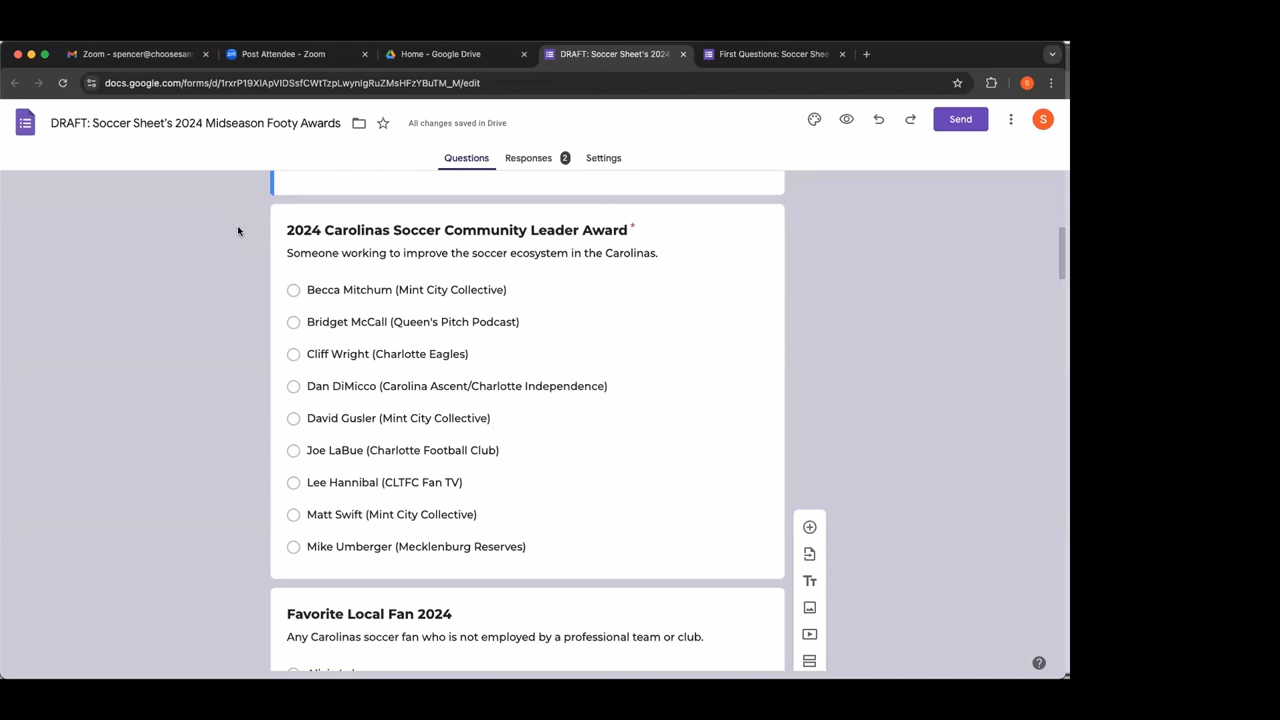 Zoom - spencer@choosesan
Post Attendee - Zoom
Home - Google Drive
DRAFT: Soccer Sheet's 2024
First Questions: Soccer Shee
docs.google.com/forms/d/1rxrP19XlApVIDSsfCWtTzpLwynIgRuZMsHFzYBuTM_M/edit
S
DRAFT: Soccer Sheet's 2024 Midseason Footy Awards
All changes saved in Drive
Send
S
Questions
Responses 2
Settings
2024 Carolinas Soccer Community Leader Award *
Someone working to improve the soccer ecosystem in the Carolinas.
Becca Mitchum (Mint City Collective)
Bridget McCall (Queen's Pitch Podcast)
Cliff Wright (Charlotte Eagles)
Dan DiMicco (Carolina Ascent/Charlotte Independence)
David Gusler (Mint City Collective)
Joe LaBue (Charlotte Football Club)
Lee Hannibal (CLTFC Fan TV)
Matt Swift (Mint City Collective)
Mike Umberger (Mecklenburg Reserves)
Tт
Favorite Local Fan 2024
Any Carolinas soccer fan who is not employed by a professional team or club.